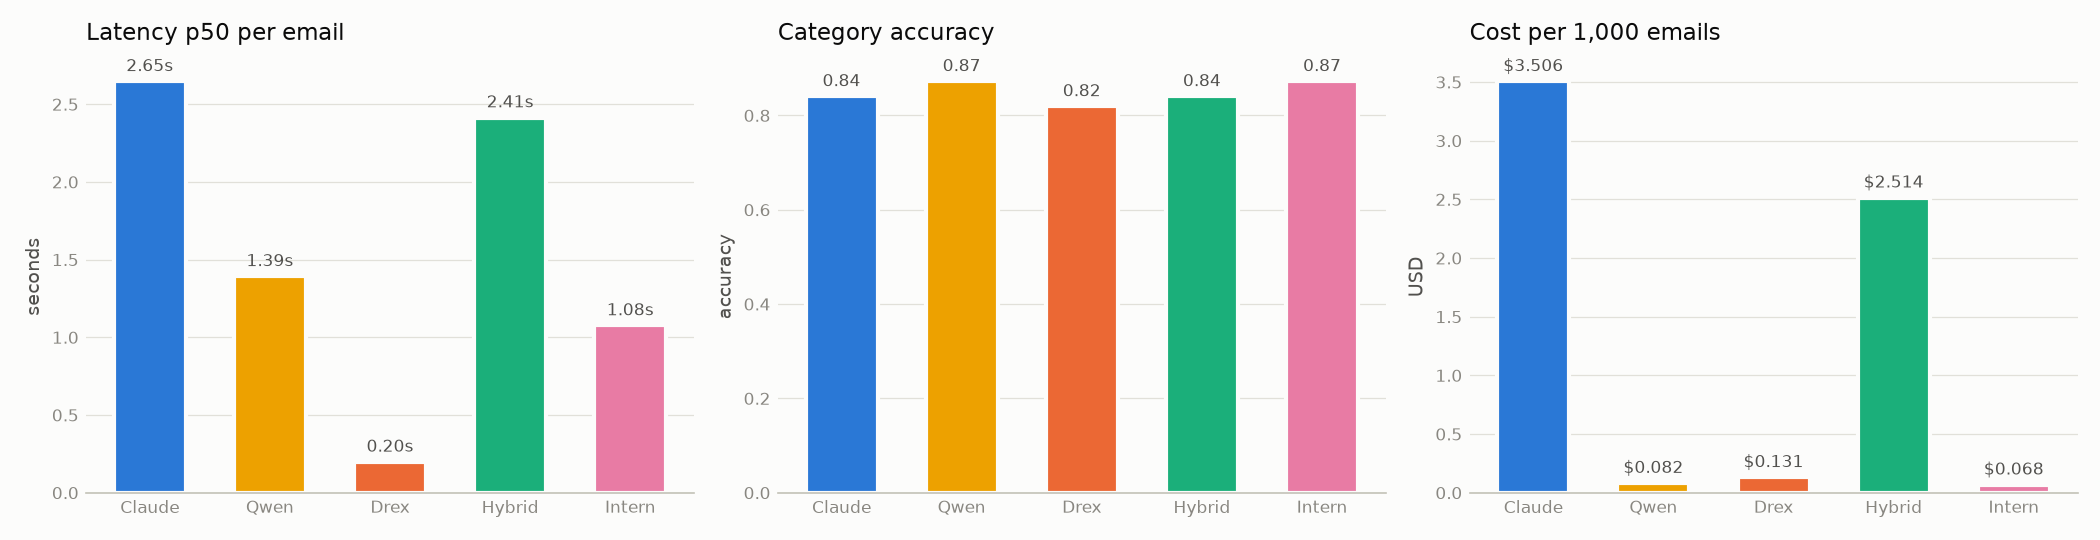 Latency p50 per email
2.65s
2.41s
1.39s
1.08s
0.20s
2.5
2.0
1.5
1.0
0.5
0.0
seconds
Claude
Qwen
Drex
Hybrid
Intern
Category accuracy
0.84
0.87
0.82
0.84
0.87
0.8
0.6
0.4
0.2
0.0
accuracy
Claude
Qwen
Drex
Hybrid
Intern
Cost per 1,000 emails
$3.506
$2.514
$0.082
$0.131
$0.068
3.5
3.0
2.5
2.0
1.5
1.0
0.5
0.0
USD
Claude
Qwen
Drex
Hybrid
Intern